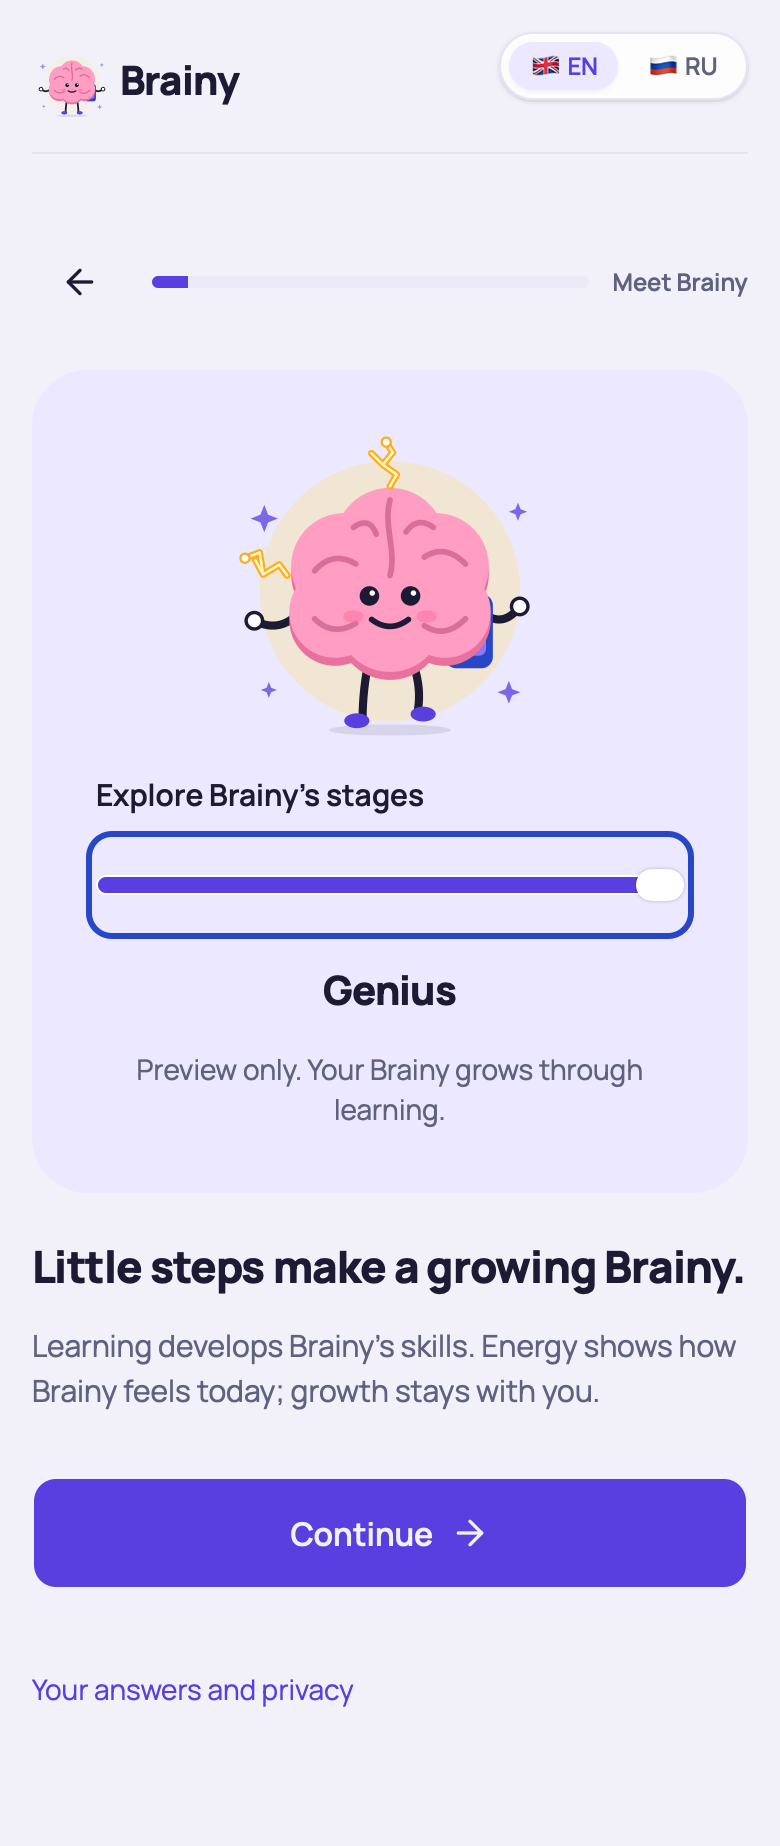 Brainy
🇬🇧 EN
🇷🇺 RU
Meet Brainy
Explore Brainy’s stages
Genius
Preview only. Your Brainy grows through
learning.
Little steps make a growing Brainy.
Learning develops Brainy’s skills. Energy shows how
Brainy feels today; growth stays with you.
Continue →
Your answers and privacy